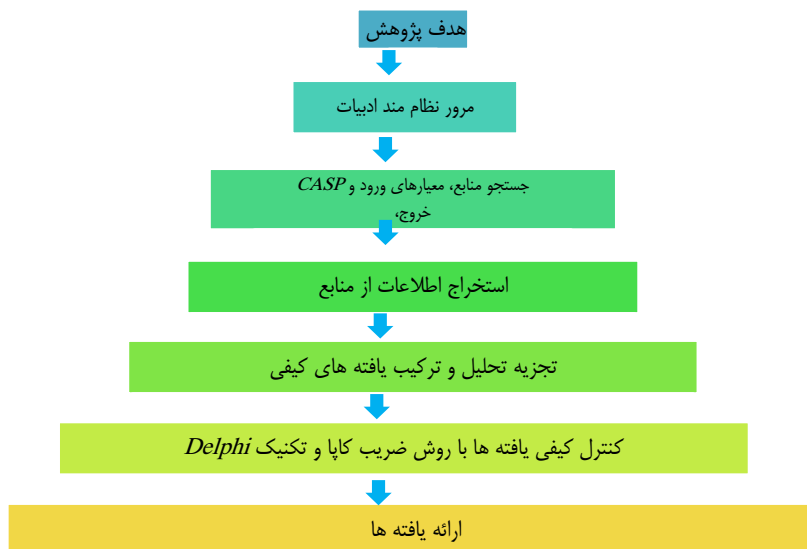 هدف پژوهش
مرور نظام مند ادبیات
جستجو منابع، معیارهای ورود و CASP
خروج،
استخراج اطلاعات از منابع
تجزیه تحلیل و ترکیب یافته های کیفی
کنترل کیفی یافته ها با روش ضریب کاپا و تکنیک Delphi
ارائه یافته ها